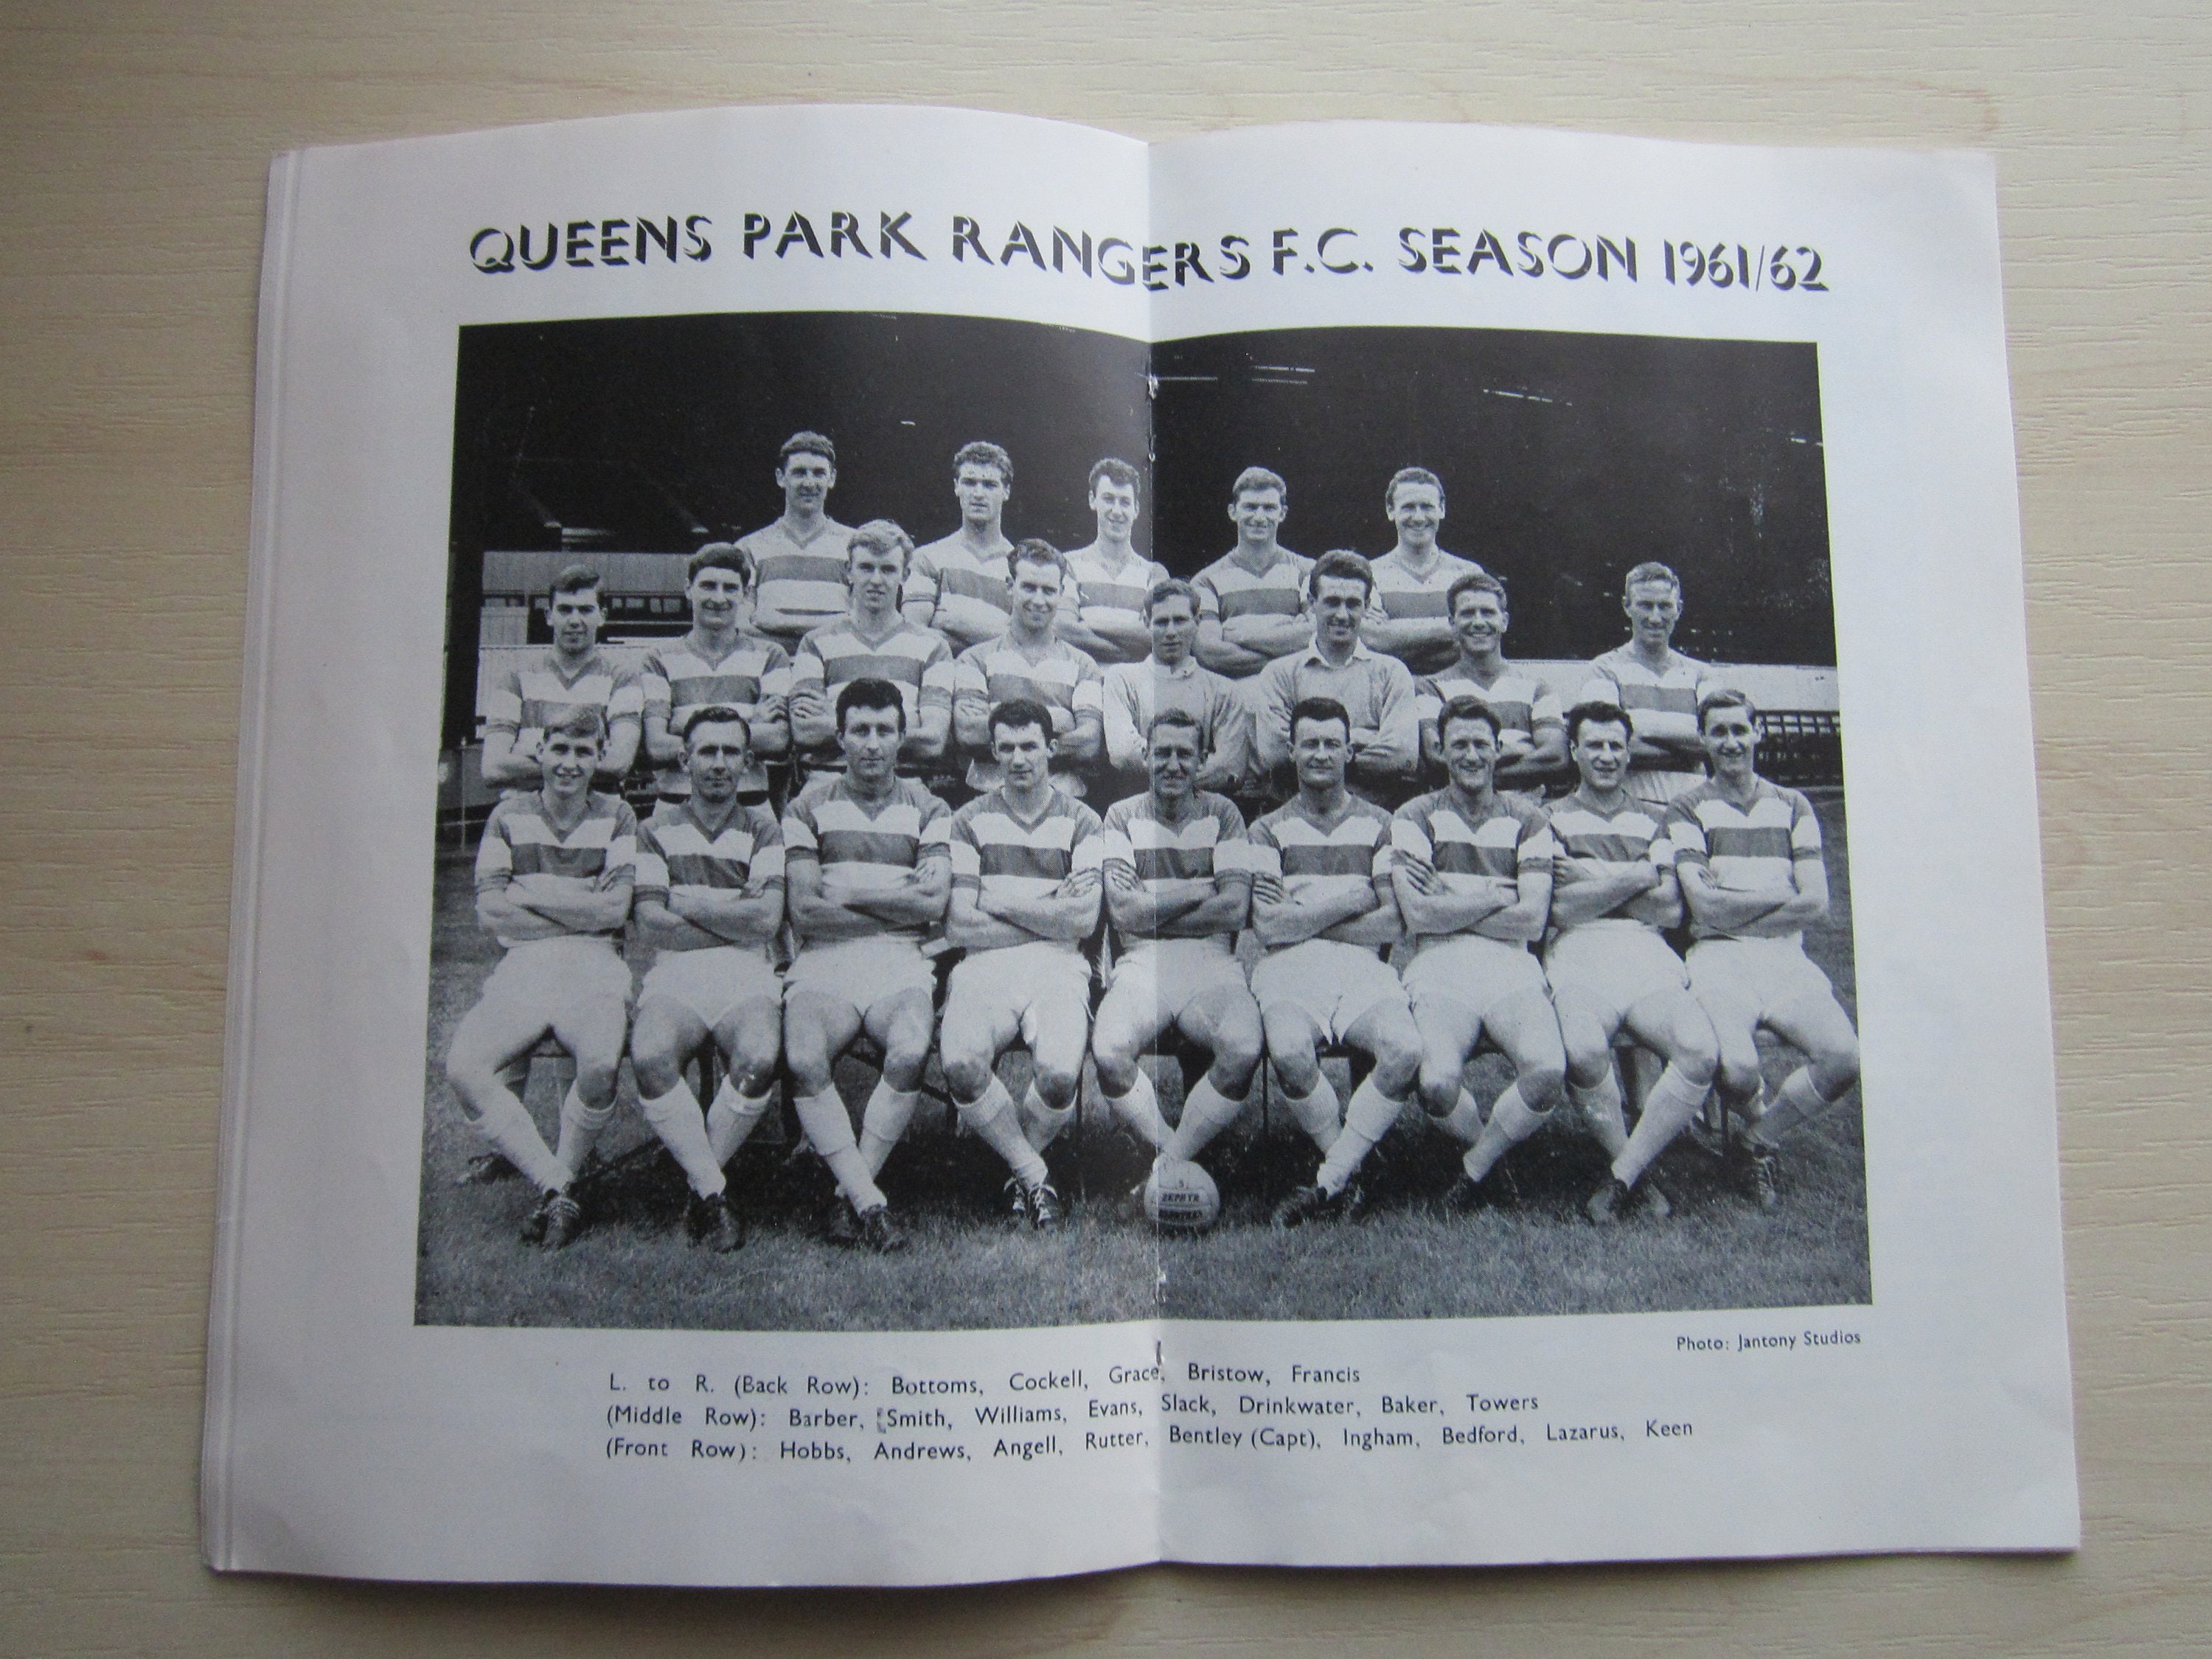 QUEENS PARK RANGERS F.C. SEASON 1961/62
5
ZEPHYR
Photo: Jantony Studios
L. to R. (Back Row): Bottoms, Cockell, Grace, Bristow, Francis
(Middle Row): Barber, Smith, Williams, Evans, Slack, Drinkwater, Baker, Towers
(Front Row): Hobbs, Andrews, Angell, Rutter, Bentley (Capt), Ingham, Bedford, Lazarus, Keen